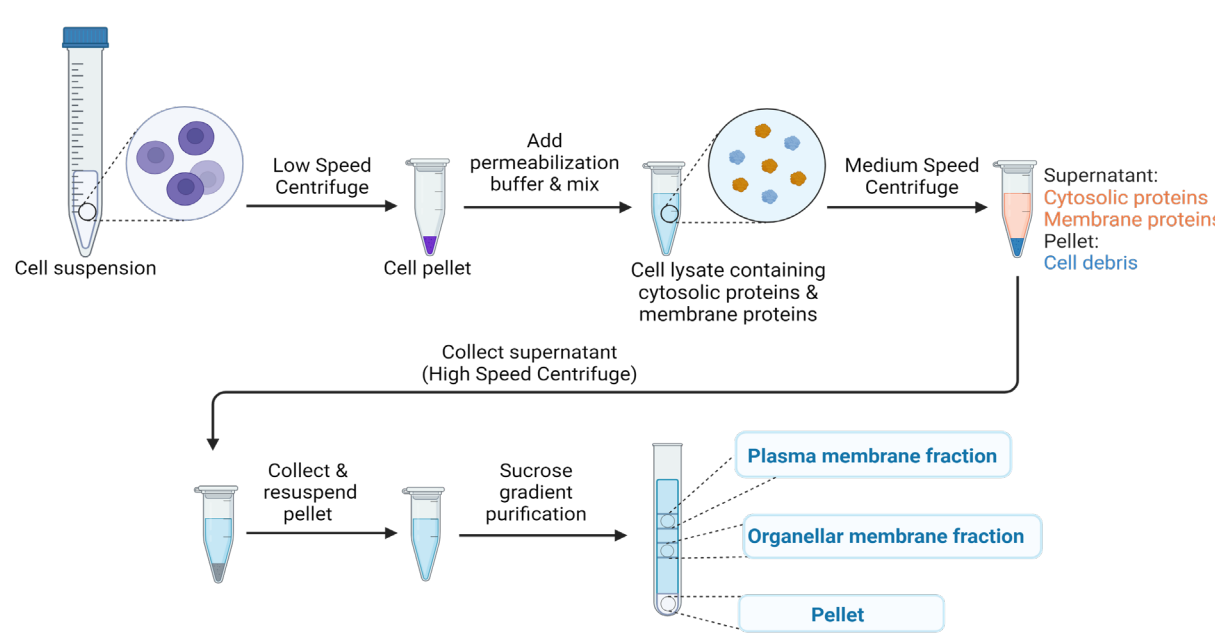 Low Speed
Centrifuge
Add
permeabilization
buffer & mix
Medium Speed
Centrifuge
Supernatant:
Cytosolic proteins
Membrane proteins
Pellet:
Cell debris
Cell suspension
Cell pellet
Cell lysate containing
cytosolic proteins &
membrane proteins
Collect supernatant
(High Speed Centrifuge)
Collect &
resuspend
pellet
Sucrose
gradient
purification
Plasma membrane fraction
Organellar membrane fraction
Pellet